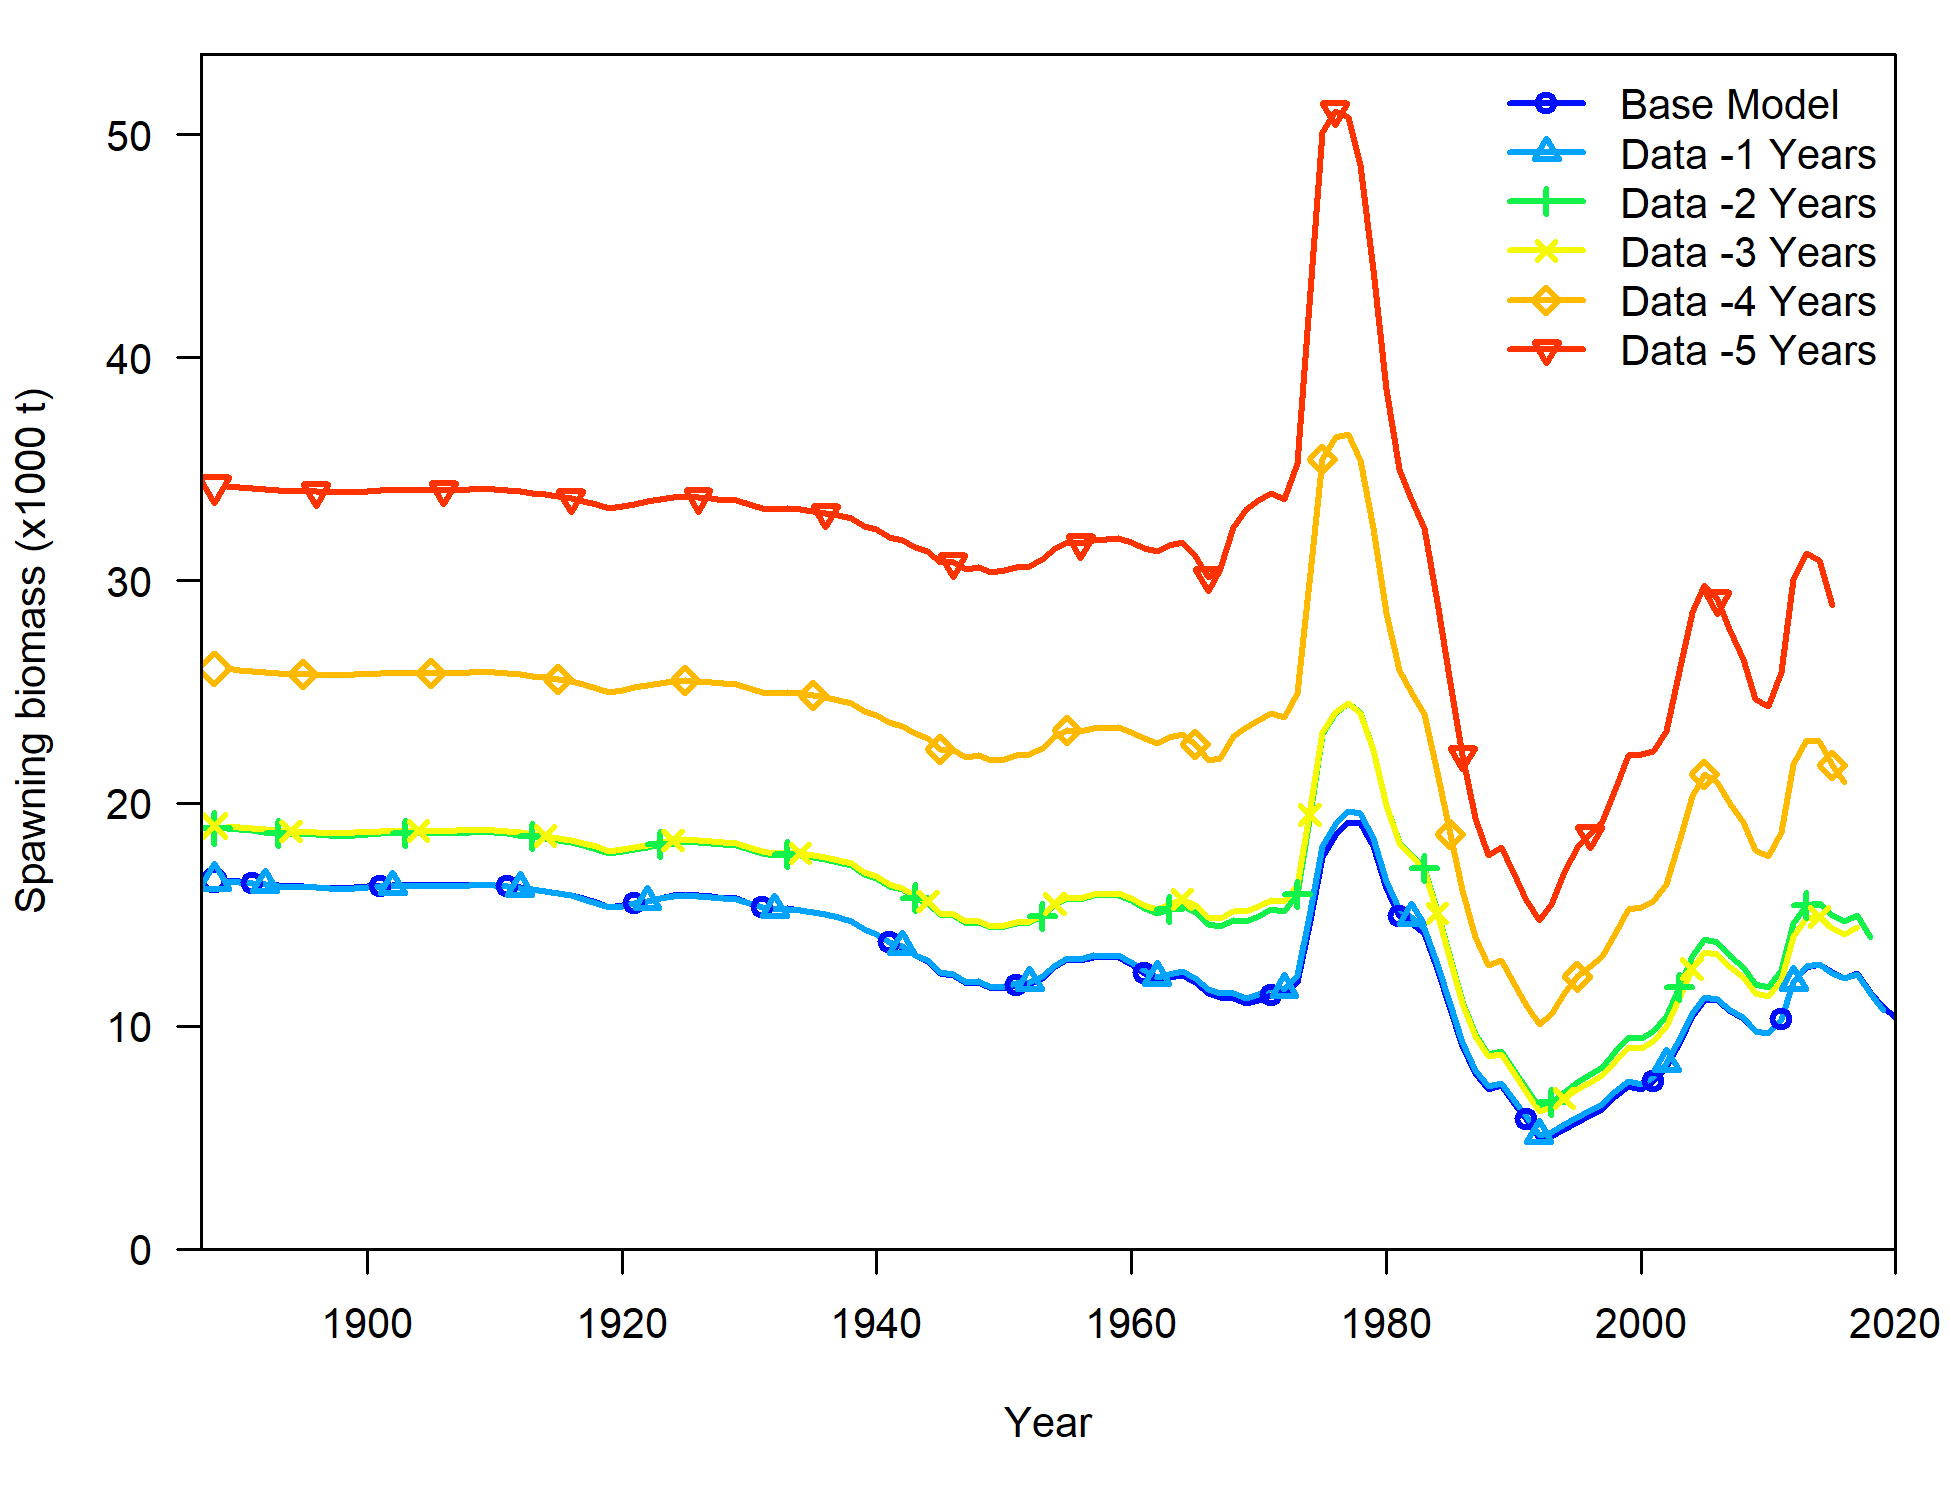 Base Model
Data -1 Years
Data -2 Years
Data -3 Years
Data -4 Years
Data -5 Years
Spawning biomass (x1000 t)
50
40
30
20
10
0
1900 1920 1940 1960 1980 2000 2020
Year